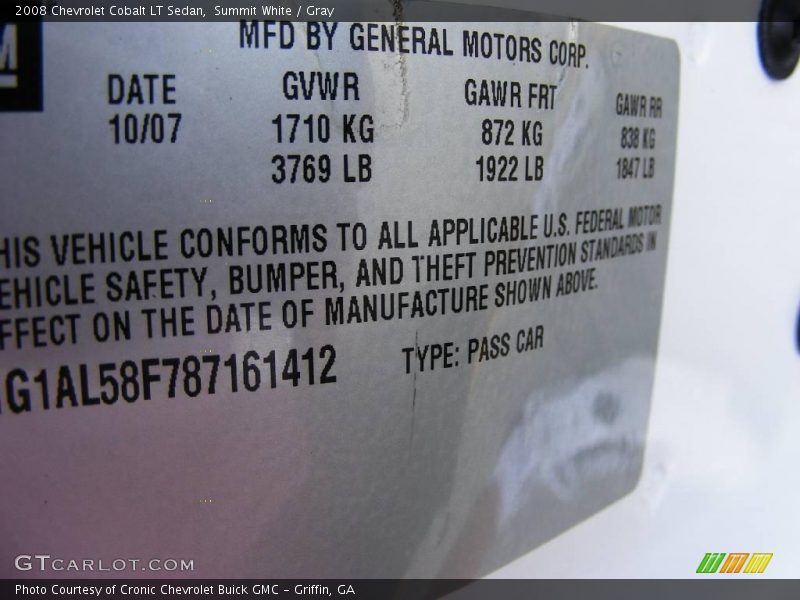 2008 Chevrolet Cobalt LT Sedan, Summit White / Gray
MFD BY GENERAL MOTORS CORP.
DATE GVWR GAWR FRT GAWR RR
10/07 1710 KG 872 KG 838 KG
3769 LB 1922 LB 1847 LB
HIS VEHICLE CONFORMS TO ALL APPLICABLE U.S. FEDERAL MOTOR
EHICLE SAFETY, BUMPER, AND THEFT PREVENTION STANDARDS IN
FFECT ON THE DATE OF MANUFACTURE SHOWN ABOVE.
1G1AL58F787161412 TYPE: PASS CAR
GTCARLOT.COM
Photo Courtesy of Cronic Chevrolet Buick GMC - Griffin, GA